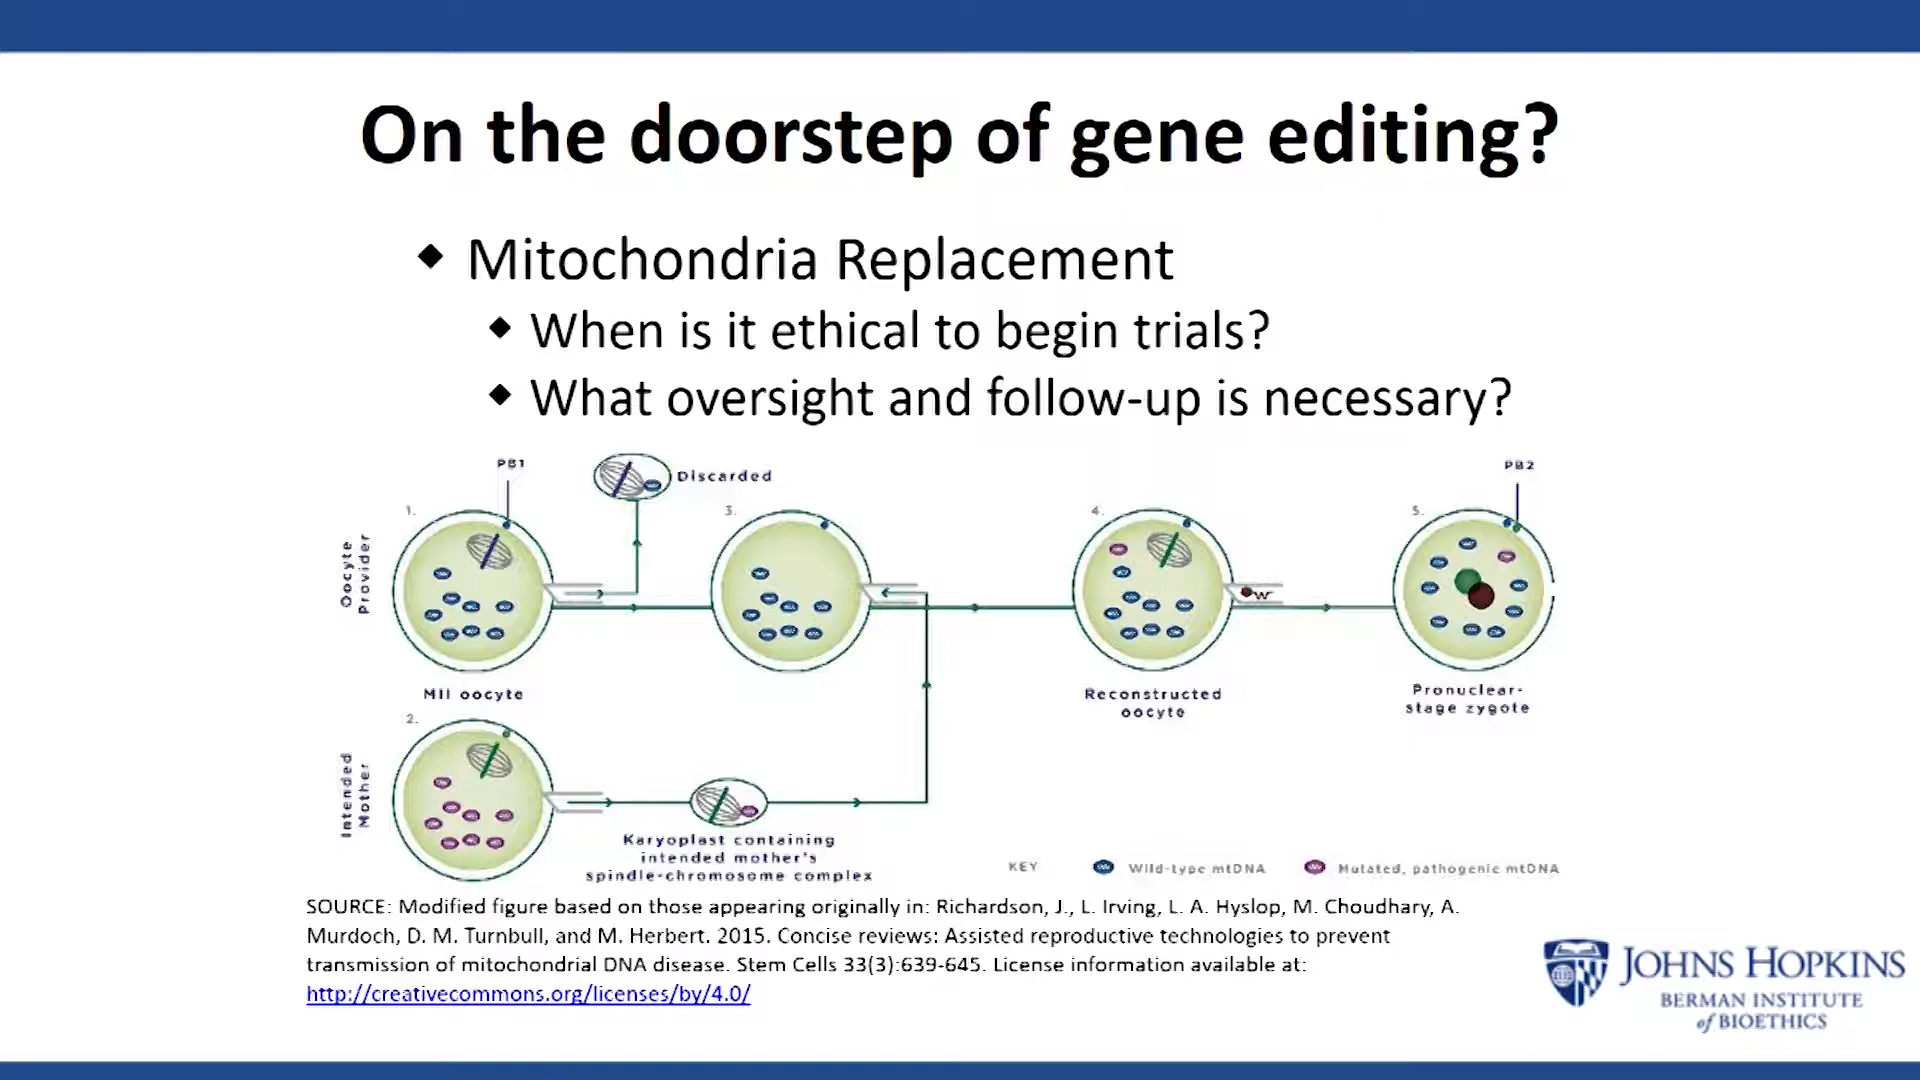 On the doorstep of gene editing?
◆ Mitochondria Replacement
◆ When is it ethical to begin trials?
◆ What oversight and follow-up is necessary?
PB1
Discarded
PB2
1.
3.
4.
5.
Oocyte
Provider
MII oocyte
Reconstructed
oocyte
Pronuclear-
stage zygote
2.
Intended
Mother
Karyoplast containing
intended mother's
spindle-chromosome complex
KEY
Wild-type mtDNA
Mutated, pathogenic mtDNA
SOURCE: Modified figure based on those appearing originally in: Richardson, J., L. Irving, L. A. Hyslop, M. Choudhary, A.
Murdoch, D. M. Turnbull, and M. Herbert. 2015. Concise reviews: Assisted reproductive technologies to prevent
transmission of mitochondrial DNA disease. Stem Cells 33(3):639-645. License information available at:
http://creativecommons.org/licenses/by/4.0/
JOHNS HOPKINS
BERMAN INSTITUTE
of BIOETHICS